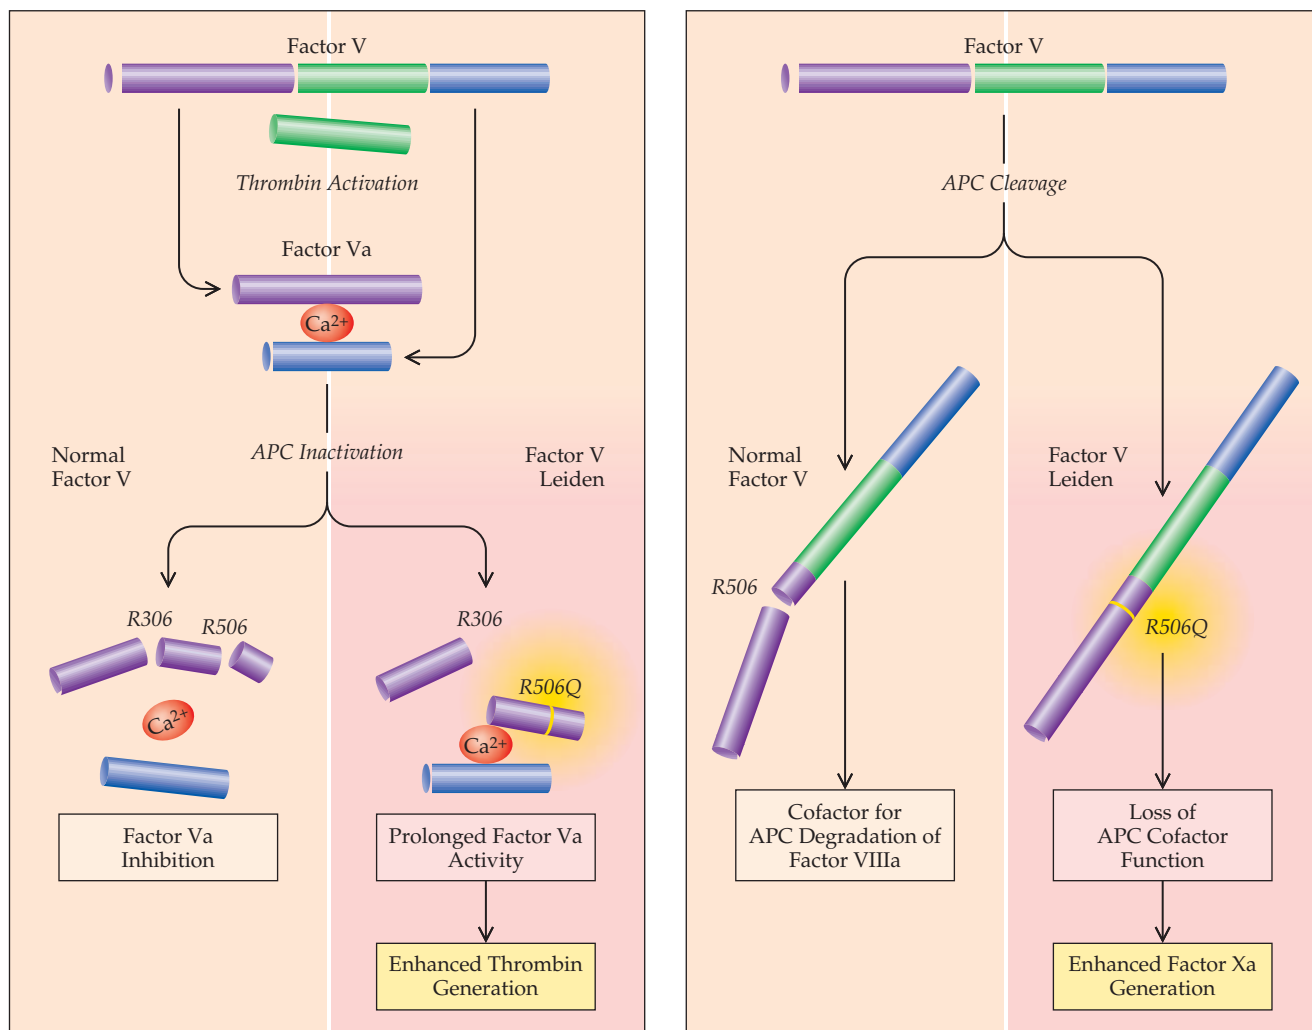 Factor V
Thrombin Activation
Factor Va
Ca2+
Normal
Factor V
APC Inactivation
Factor V
Leiden
R306
R506
Ca2+
Factor Va
Inhibition
R306
R506Q
Ca2+
Prolonged Factor Va
Activity
Enhanced Thrombin
Generation
Factor V
APC Cleavage
Normal
Factor V
R506
Cofactor for
APC Degradation of
Factor VIIIa
Factor V
Leiden
R506Q
Loss of
APC Cofactor
Function
Enhanced Factor Xa
Generation